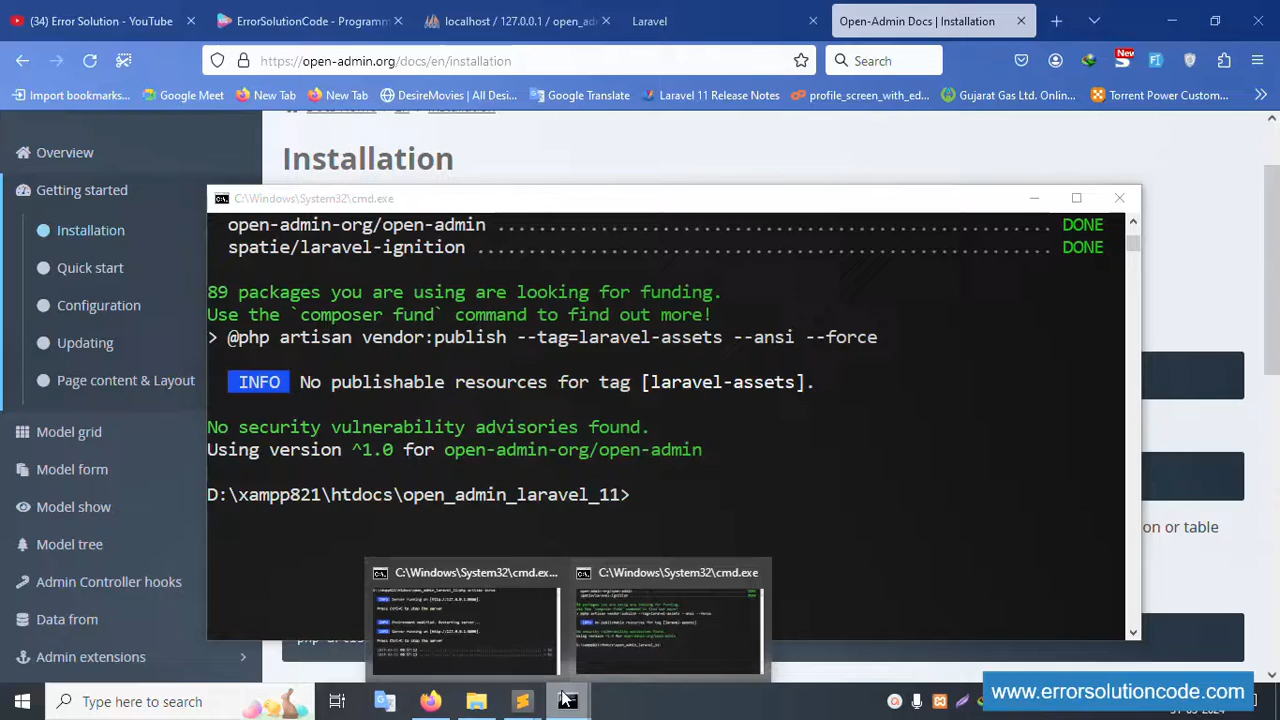 (34) Error Solution - YouTube
ErrorSolutionCode - Programm
localhost / 127.0.0.1 / open_ad
Laravel
Open-Admin Docs | Installation
https://open-admin.org/docs/en/installation
Search
New
Import bookmarks...
Google Meet
New Tab
New Tab
DesireMovies | All Desi...
Google Translate
Laravel 11 Release Notes
profile_screen_with_ed...
Gujarat Gas Ltd. Onlin...
Torrent Power Custom...
Overview
Getting started
Installation
Quick start
Configuration
Updating
Page content & Layout
Model grid
Model form
Model show
Model tree
Admin Controller hooks
Data form
Admin extensions
Installation
C:\Windows\System32\cmd.exe
open-admin-org/open-admin ........................................ DONE
spatie/laravel-ignition .......................................... DONE
89 packages you are using are looking for funding.
Use the `composer fund` command to find out more!
> @php artisan vendor:publish --tag=laravel-assets --ansi --force
INFO No publishable resources for tag [laravel-assets].
No security vulnerability advisories found.
Using version ^1.0 for open-admin-org/open-admin
D:\xampp821\htdocs\open_admin_laravel_11>
on or table
C:\Windows\System32\cmd.exe...
C:\Windows\System32\cmd.exe
Type here to search
www.errorsolutioncode.com